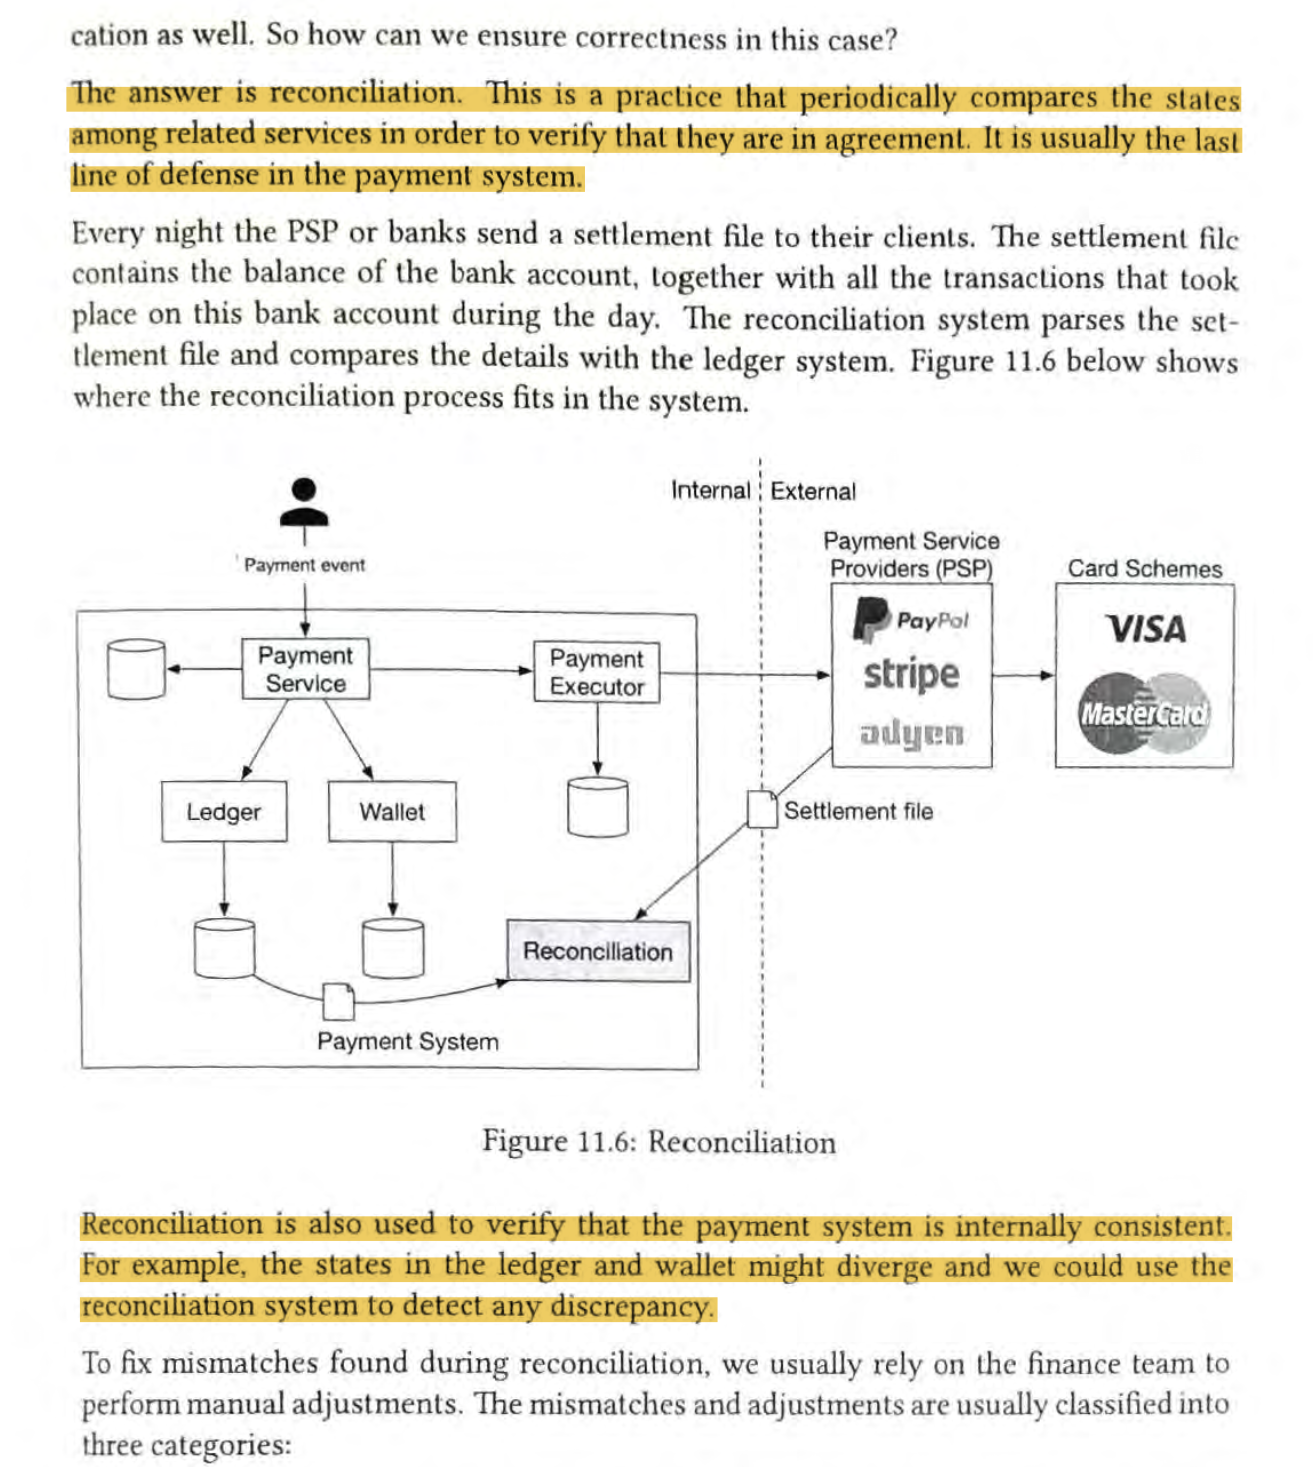 cation as well. So how can we ensure correctness in this case?
The answer is reconciliation. This is a practice that periodically compares the states
among related services in order to verify that they are in agreement. It is usually the last
line of defense in the payment system.
Every night the PSP or banks send a settlement file to their clients. The settlement file
contains the balance of the bank account, together with all the transactions that took
place on this bank account during the day. The reconciliation system parses the set-
tlement file and compares the details with the ledger system. Figure 11.6 below shows
where the reconciliation process fits in the system.
Internal
External
Payment event
Payment Service
Providers (PSP)
Card Schemes
PayPal
stripe
adyen
VISA
MasterCard
Payment
Service
Payment
Executor
Ledger
Wallet
Settlement file
Reconciliation
Payment System
Figure 11.6: Reconciliation
Reconciliation is also used to verify that the payment system is internally consistent.
For example, the states in the ledger and wallet might diverge and we could use the
reconciliation system to detect any discrepancy.
To fix mismatches found during reconciliation, we usually rely on the finance team to
perform manual adjustments. The mismatches and adjustments are usually classified into
three categories: